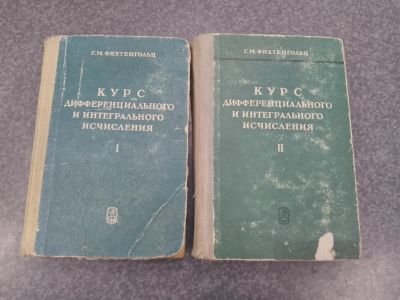 Г. М. ФИХТЕНГОЛЬЦ
КУРС
ДИФФЕРЕНЦИАЛЬНОГО
И ИНТЕГРАЛЬНОГО
ИСЧИСЛЕНИЯ
I
Г. М. ФИХТЕНГОЛЬЦ
КУРС
ДИФФЕРЕНЦИАЛЬНОГО
И ИНТЕГРАЛЬНОГО
ИСЧИСЛЕНИЯ
II